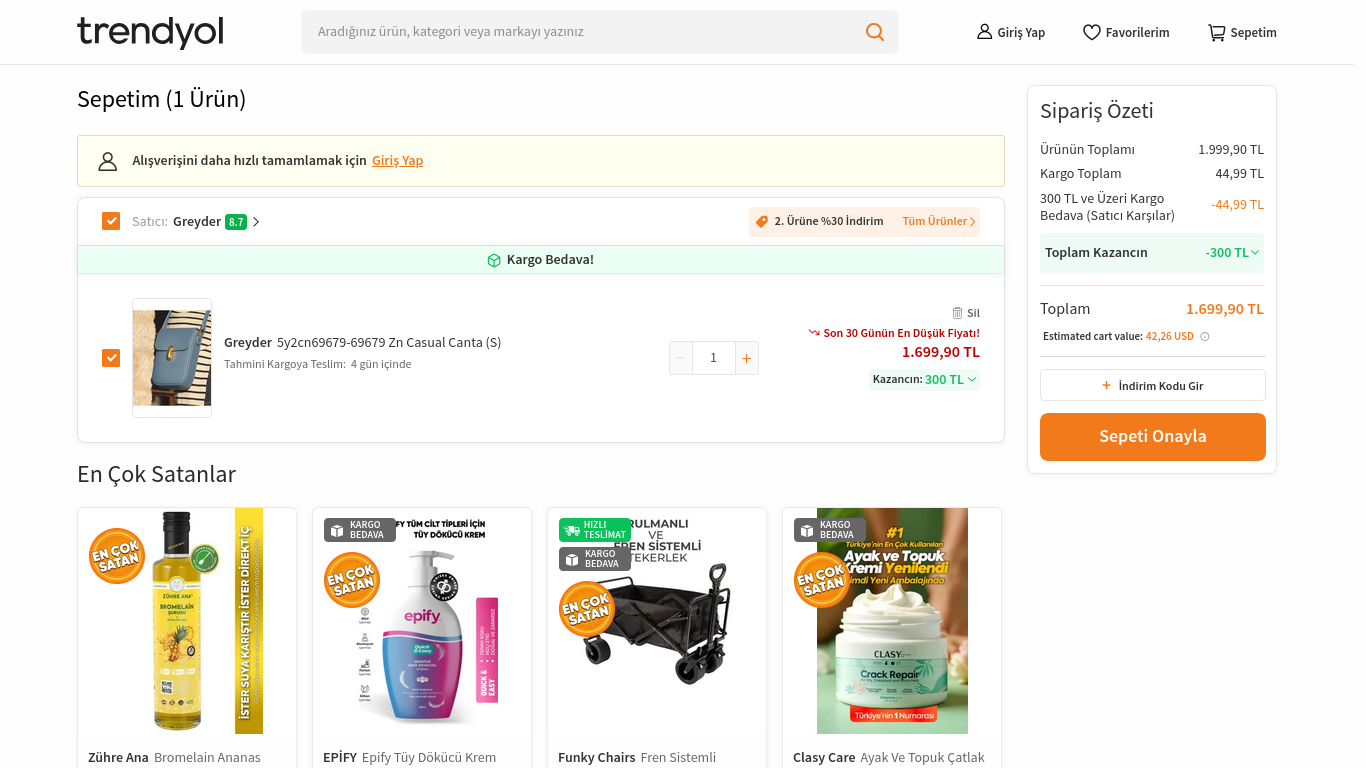 trendyol
Aradığınız ürün, kategori veya markayı yazınız
Giriş Yap
Favorilerim
Sepetim
Sepetim (1 Ürün)
Alışverişini daha hızlı tamamlamak için Giriş Yap
Satıcı: Greyder 8.7
2. Ürüne %30 İndirim Tüm Ürünler
Kargo Bedava!
Greyder 5y2cn69679-69679 Zn Casual Canta (S)
Tahmini Kargoya Teslim: 4 gün içinde
1
Sil
Son 30 Günün En Düşük Fiyatı!
1.699,90 TL
Kazancın: 300 TL
Sipariş Özeti
Ürünün Toplamı 1.999,90 TL
Kargo Toplam 44,99 TL
300 TL ve Üzeri Kargo
Bedava (Satıcı Karşılar) -44,99 TL
Toplam Kazancın -300 TL
Toplam 1.699,90 TL
Estimated cart value: 42,26 USD
+ İndirim Kodu Gir
Sepeti Onayla
En Çok Satanlar
EN ÇOK
SATAN
ZÜHRE ANA
BROMELAIN
ŞURUBU
İSTER SUYA KARIŞTIR İSTER DİREKT İÇ
Zühre Ana Bromelain Ananas
KARGO
BEDAVA
FY TÜM CİLT TİPLERİ İÇİN
TÜY DÖKÜCÜ KREM
EN ÇOK
SATAN
epify
Quick
& Easy
QUICK &
EASY
EPİFY Epify Tüy Dökücü Krem
HIZLI
TESLİMAT
KARGO
BEDAVA
RULMANLI
VE
FREN SİSTEMLİ
TEKERLEK
EN ÇOK
SATAN
Funky Chairs Fren Sistemli
KARGO
BEDAVA
#1
Türkiye'nin En Çok Kullanılan
Ayak ve Topuk
Kremi Yenilendi
Şimdi Yeni Ambalajında
EN ÇOK
SATAN
CLASY
Crack Repair
Türkiye'nin 1 Numarası
Clasy Care Ayak Ve Topuk Çatlak